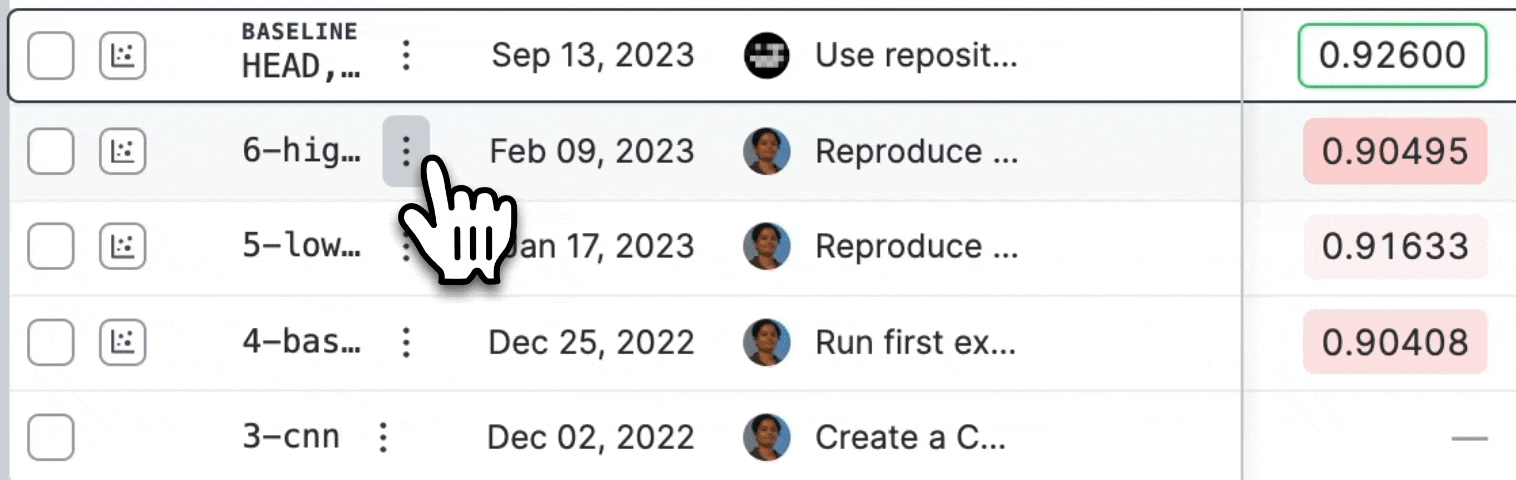 BASELINE
HEAD,… Sep 13, 2023 Use reposit… 0.92600
6-hig… Feb 09, 2023 Reproduce … 0.90495
5-low… Jan 17, 2023 Reproduce … 0.91633
4-bas… Dec 25, 2022 Run first ex… 0.90408
3-cnn Dec 02, 2022 Create a C… —